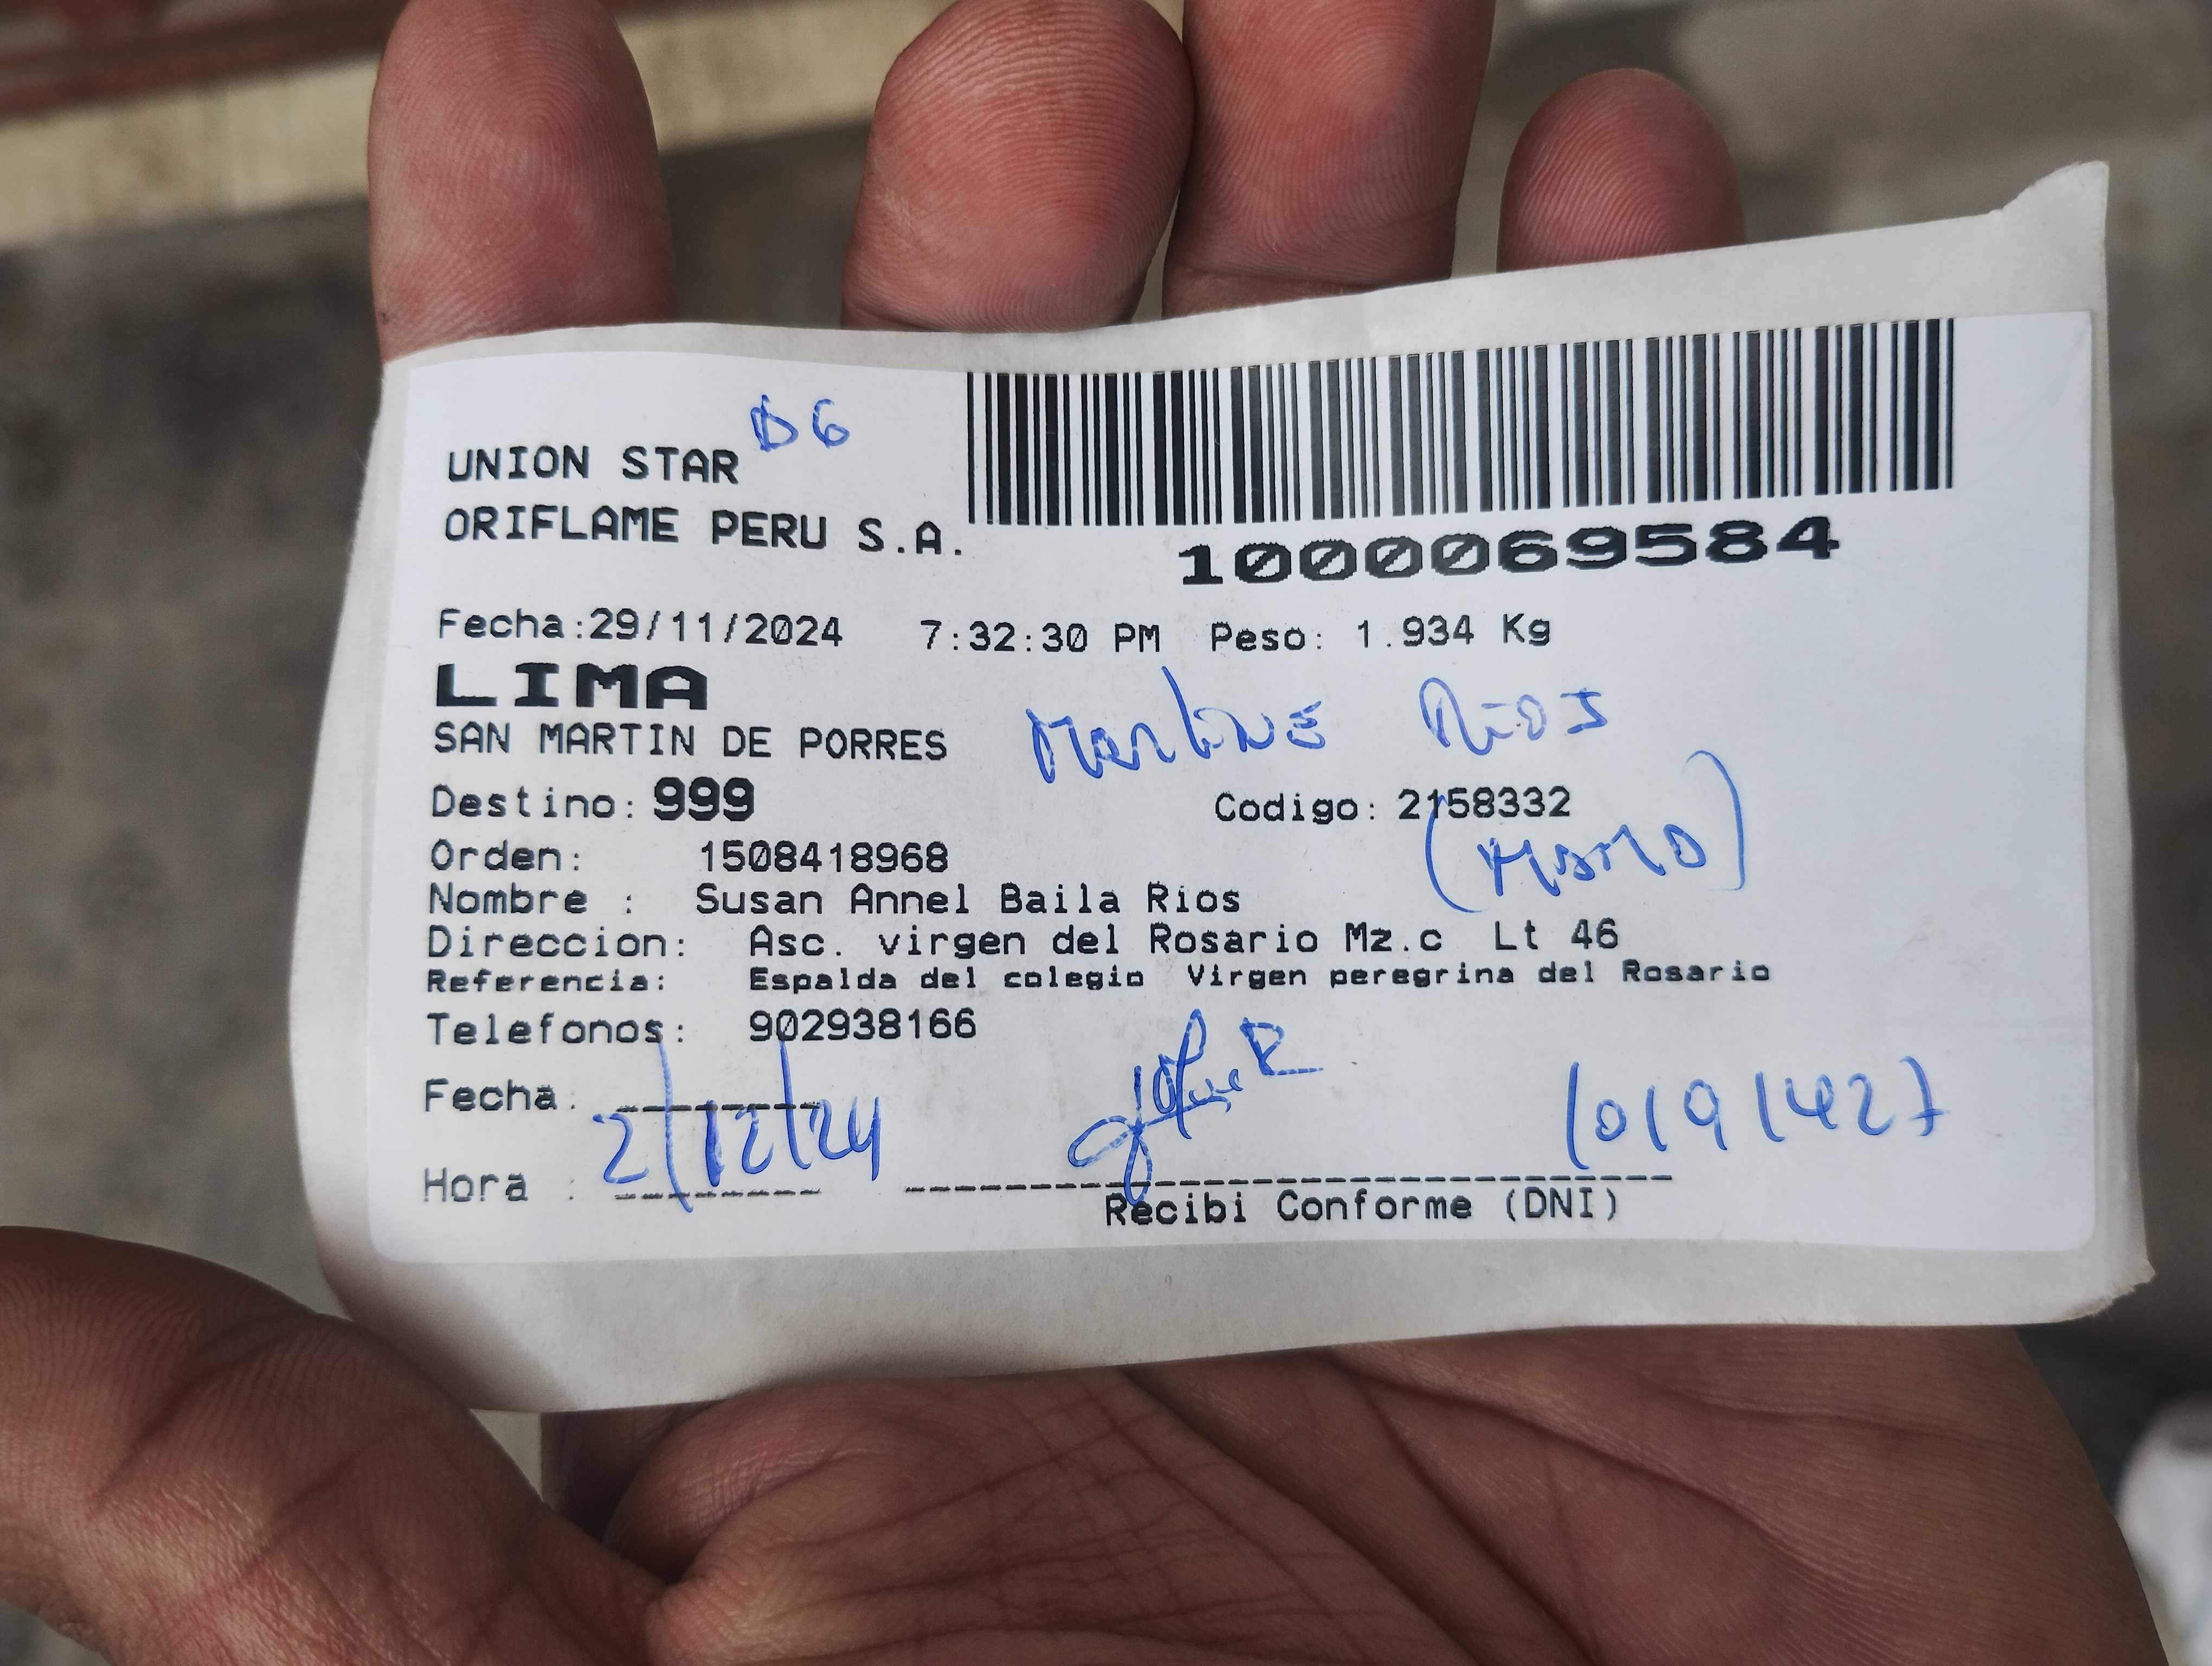 D6
UNION STAR
ORIFLAME PERU S.A.
1000069584
Fecha:29/11/2024 7:32:30 PM Peso: 1.934 Kg
LIMA
SAN MARTIN DE PORRES
Rios
Destino: 999 Codigo: 2158332
Orden: 1508418968
Nombre : Susan Annel Baila Rios
Direccion: Asc. virgen del Rosario Mz.c Lt 46
Referencia: Espalda del colegio Virgen peregrina del Rosario
Telefonos: 902938166
Fecha: 2/12/24
10191427
Hora :
Recibi Conforme (DNI)